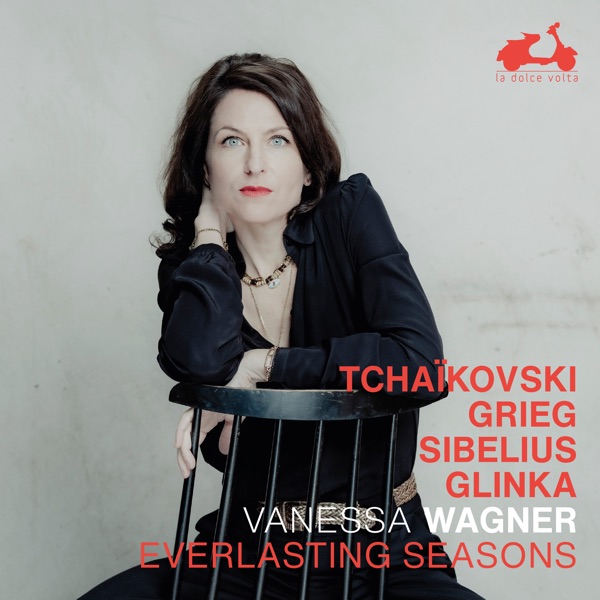 la dolce volta
TCHAÏKOVSKI
GRIEG
SIBELIUS
GLINKA
VANESSA WAGNER
EVERLASTING SEASONS